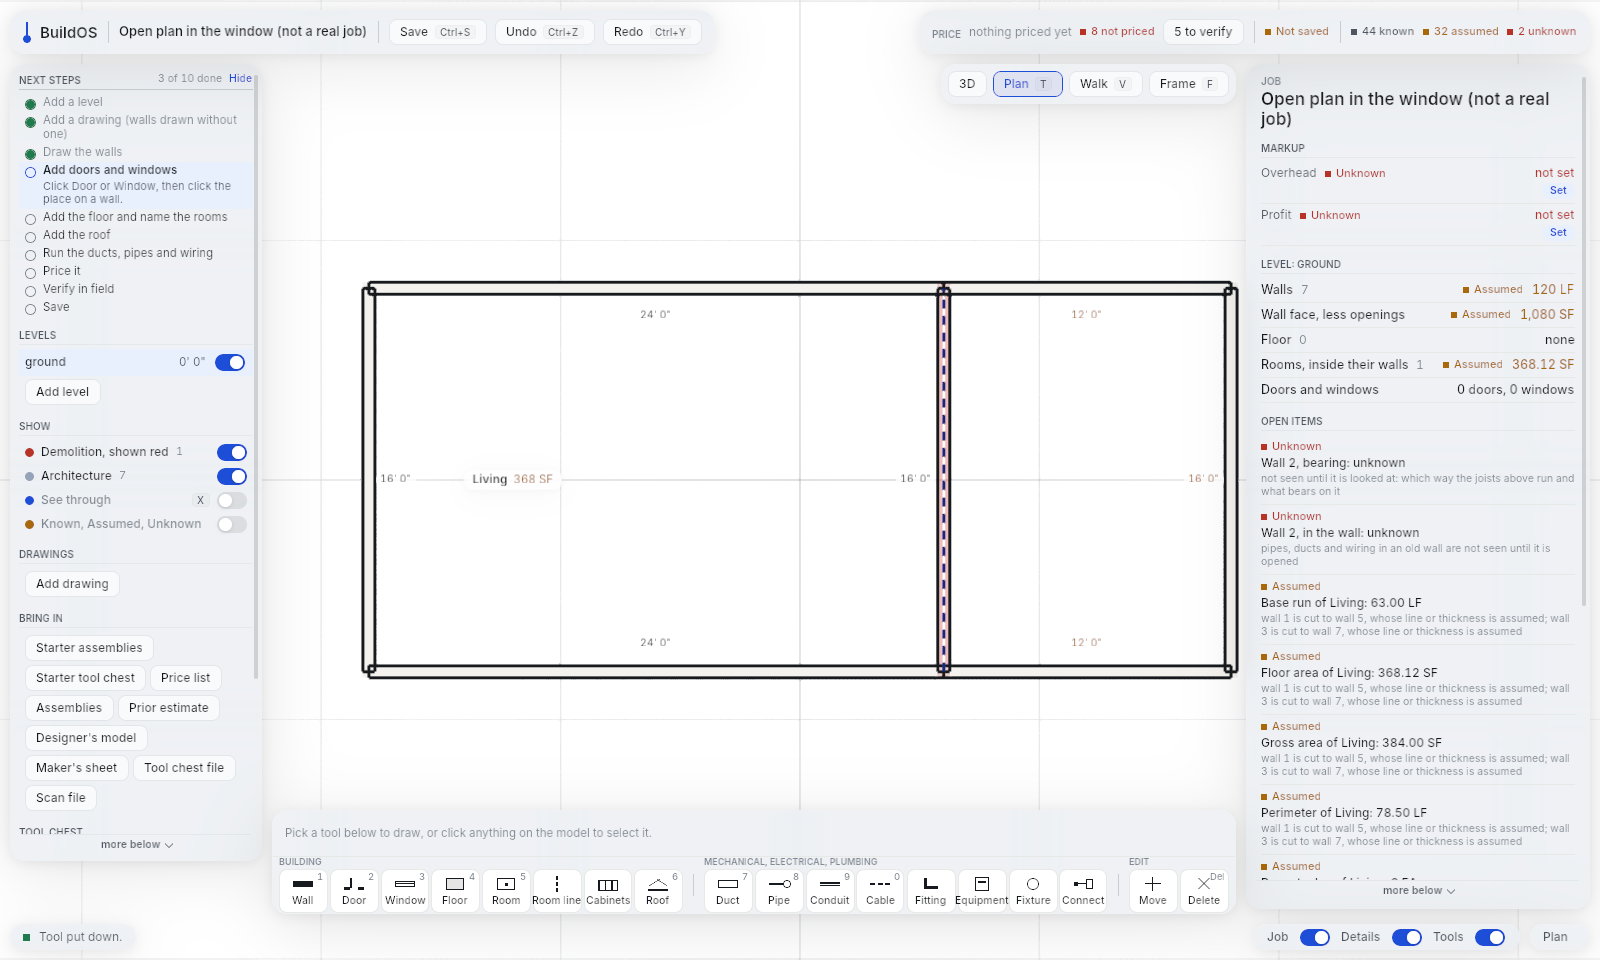 BuildOS
Open plan in the window (not a real job)
Save Ctrl+S
Undo Ctrl+Z
Redo Ctrl+Y
PRICE nothing priced yet 8 not priced 5 to verify Not saved 44 known 32 assumed 2 unknown
3D
Plan T
Walk V
Frame F
NEXT STEPS 3 of 10 done Hide
Add a level
Add a drawing (walls drawn without
one)
Draw the walls
Add doors and windows
Click Door or Window, then click the
place on a wall.
Add the floor and name the rooms
Add the roof
Run the ducts, pipes and wiring
Price it
Verify in field
Save
LEVELS
ground 0' 0"
Add level
SHOW
Demolition, shown red 1
Architecture 7
See through X
Known, Assumed, Unknown
DRAWINGS
Add drawing
BRING IN
Starter assemblies
Starter tool chest Price list
Assemblies Prior estimate
Designer's model
Maker's sheet Tool chest file
Scan file
TOOL CHEST
more below
24' 0" 12' 0"
16' 0" Living 368 SF 16' 0" 16' 0"
24' 0" 12' 0"
Pick a tool below to draw, or click anything on the model to select it.
BUILDING MECHANICAL, ELECTRICAL, PLUMBING EDIT
1 2 3 4 5 6 7 8 9 0 Del
Wall Door Window Floor Room Room line Cabinets Roof Duct Pipe Conduit Cable Fitting Equipment Fixture Connect Move Delete
Tool put down.
JOB
Open plan in the window (not a real
job)
MARKUP
Overhead Unknown not set
Set
Profit Unknown not set
Set
LEVEL: GROUND
Walls 7 Assumed 120 LF
Wall face, less openings Assumed 1,080 SF
Floor 0 none
Rooms, inside their walls 1 Assumed 368.12 SF
Doors and windows 0 doors, 0 windows
OPEN ITEMS
Unknown
Wall 2, bearing: unknown
not seen until it is looked at: which way the joists above run and
what bears on it
Unknown
Wall 2, in the wall: unknown
pipes, ducts and wiring in an old wall are not seen until it is
opened
Assumed
Base run of Living: 63.00 LF
wall 1 is cut to wall 5, whose line or thickness is assumed; wall
3 is cut to wall 7, whose line or thickness is assumed
Assumed
Floor area of Living: 368.12 SF
wall 1 is cut to wall 5, whose line or thickness is assumed; wall
3 is cut to wall 7, whose line or thickness is assumed
Assumed
Gross area of Living: 384.00 SF
wall 1 is cut to wall 5, whose line or thickness is assumed; wall
3 is cut to wall 7, whose line or thickness is assumed
Assumed
Perimeter of Living: 78.50 LF
wall 1 is cut to wall 5, whose line or thickness is assumed; wall
3 is cut to wall 7, whose line or thickness is assumed
Assumed
more below
Job Details Tools Plan